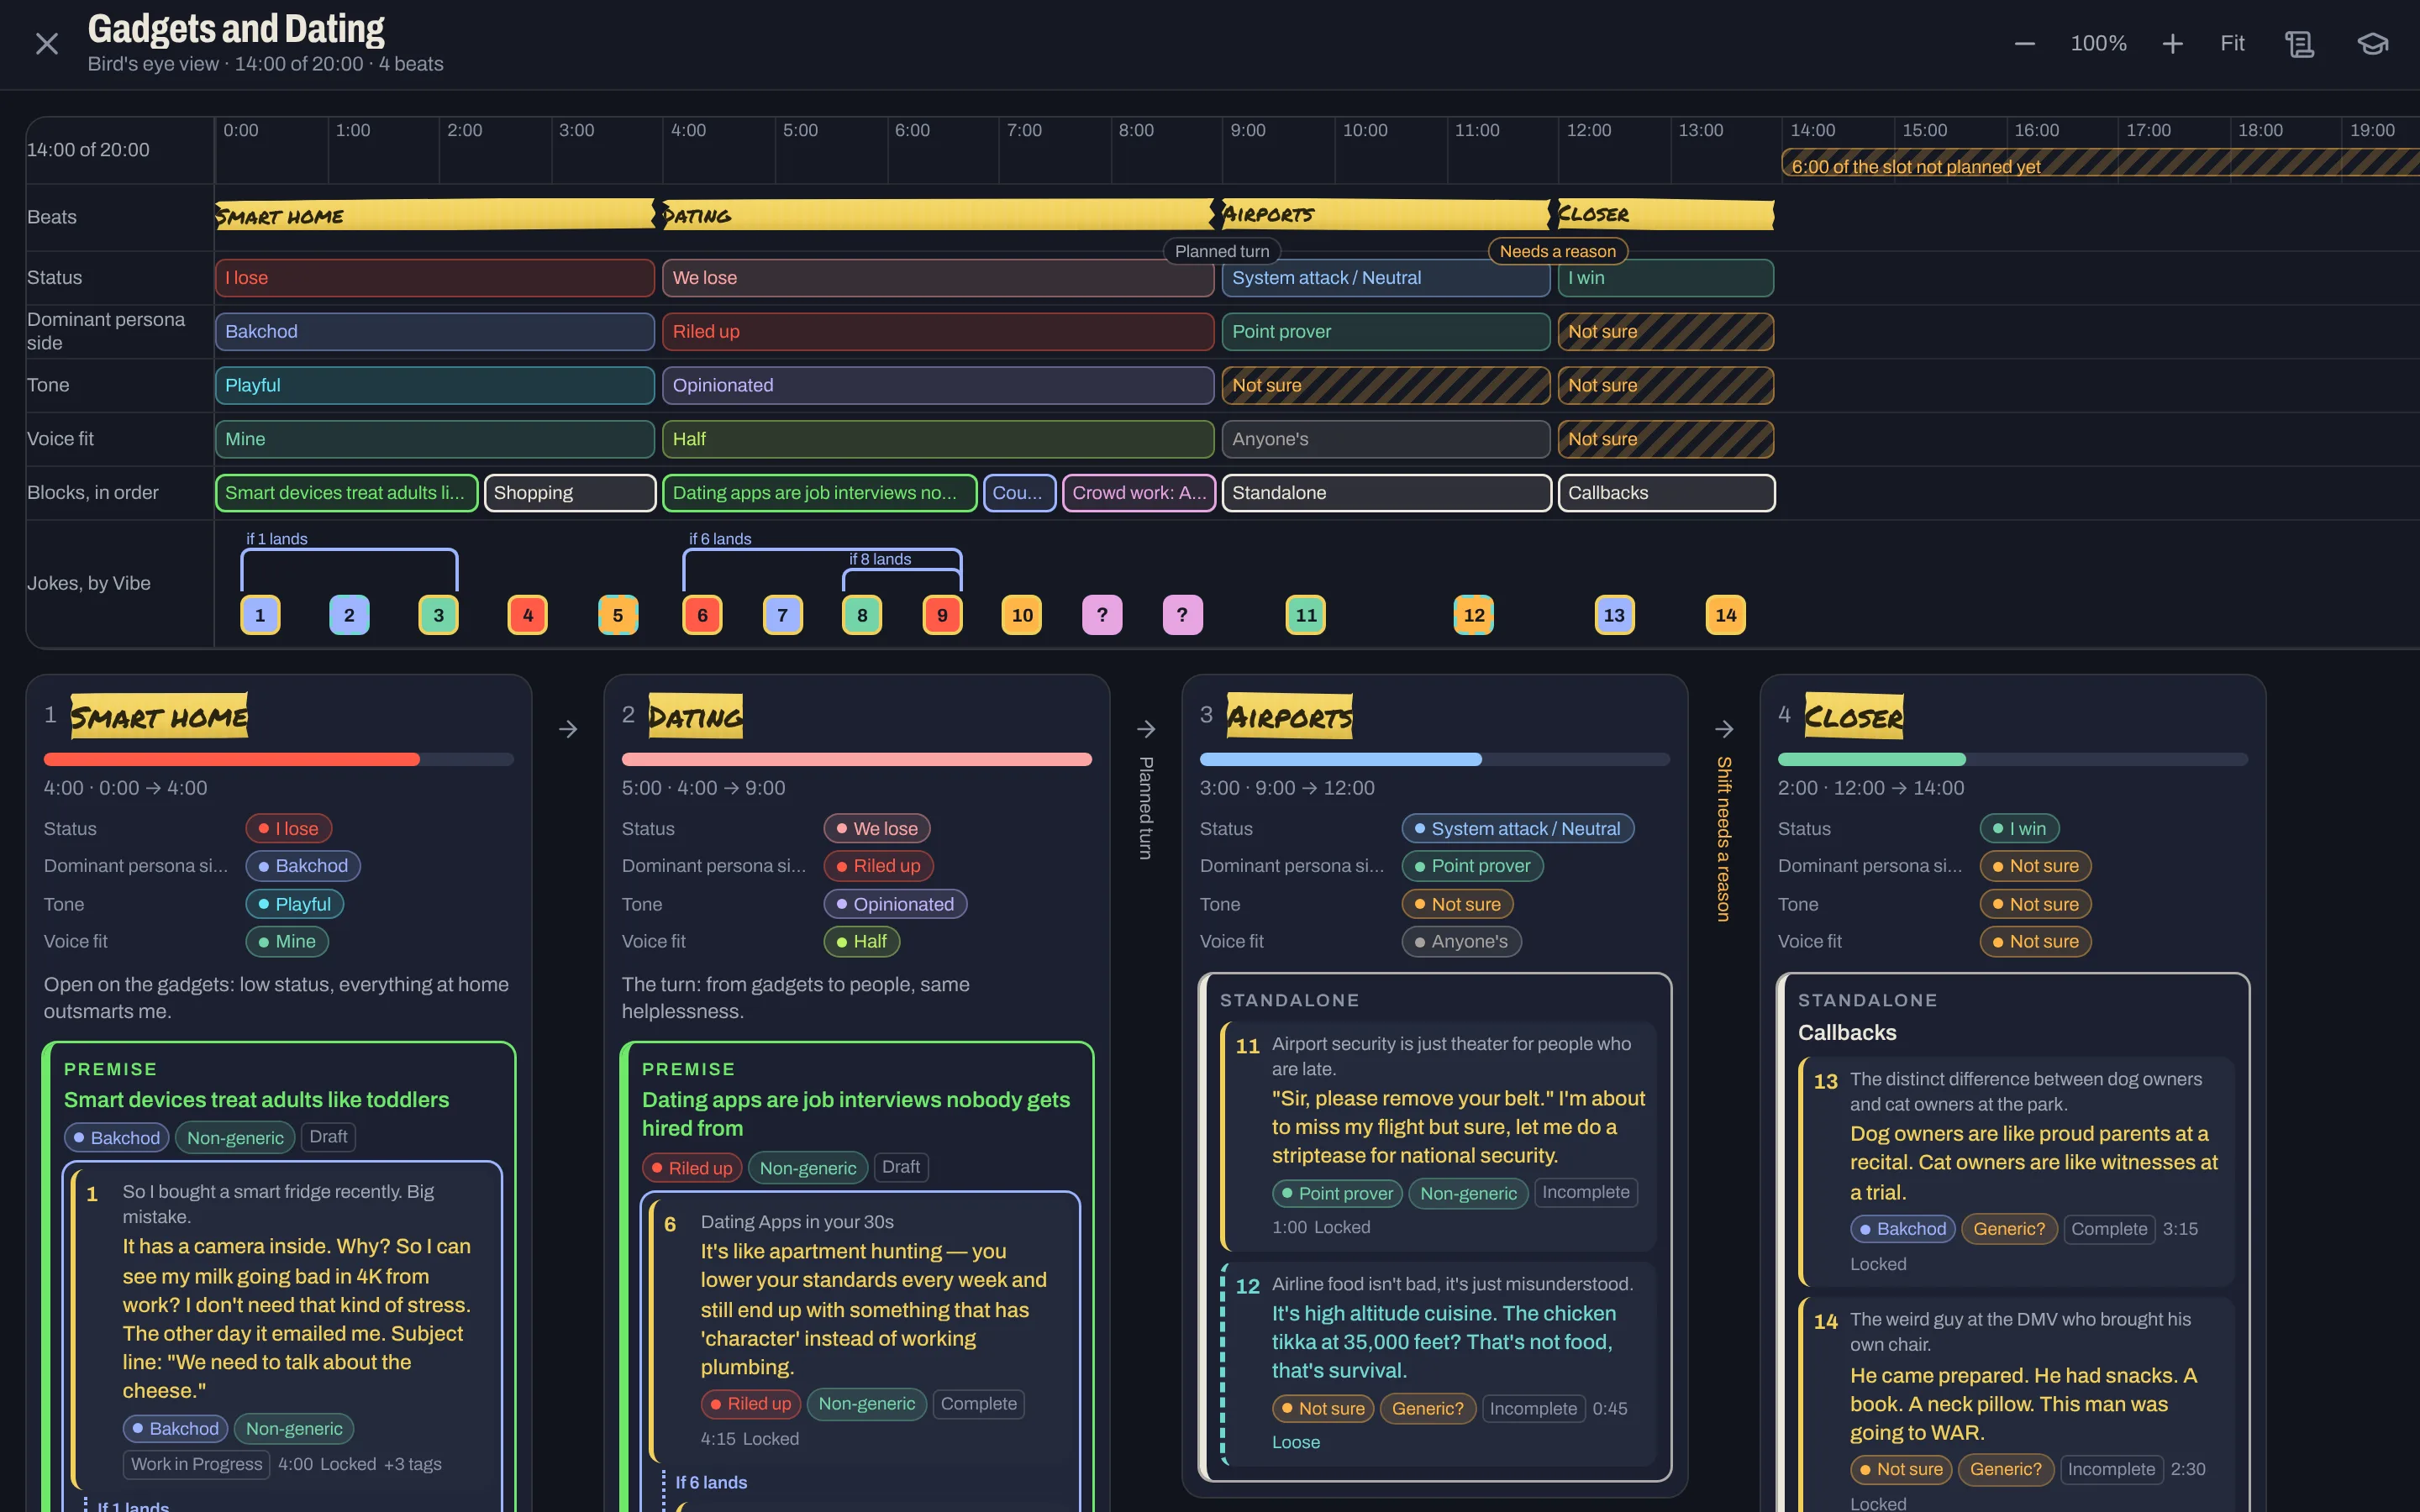 Gadgets and Dating
Bird's eye view · 14:00 of 20:00 · 4 beats
100%
Fit
14:00 of 20:00
0:00 1:00 2:00 3:00 4:00 5:00 6:00 7:00 8:00 9:00 10:00 11:00 12:00 13:00 14:00 15:00 16:00 17:00 18:00 19:00
6:00 of the slot not planned yet
Beats
Smart home Dating Airports Closer
Planned turn Needs a reason
Status
I lose We lose System attack / Neutral I win
Dominant persona
side
Bakchod Riled up Point prover Not sure
Tone
Playful Opinionated Not sure Not sure
Voice fit
Mine Half Anyone's Not sure
Blocks, in order
Smart devices treat adults li... Shopping Dating apps are job interviews no... Cou... Crowd work: A... Standalone Callbacks
Jokes, by Vibe
if 1 lands if 6 lands
if 8 lands
1 2 3 4 5 6 7 8 9 10 ? ? 11 12 13 14
1 Smart home
4:00 · 0:00 → 4:00
Status I lose
Dominant persona si... Bakchod
Tone Playful
Voice fit Mine
Open on the gadgets: low status, everything at home
outsmarts me.
PREMISE
Smart devices treat adults like toddlers
Bakchod Non-generic Draft
1 So I bought a smart fridge recently. Big
mistake.
It has a camera inside. Why? So I can
see my milk going bad in 4K from
work? I don't need that kind of stress.
The other day it emailed me. Subject
line: "We need to talk about the
cheese."
Bakchod Non-generic
Work in Progress 4:00 Locked +3 tags
If 1 lands
2 Dating
5:00 · 4:00 → 9:00
Status We lose
Dominant persona si... Riled up
Tone Opinionated
Voice fit Half
The turn: from gadgets to people, same
helplessness.
PREMISE
Dating apps are job interviews nobody gets
hired from
Riled up Non-generic Draft
6 Dating Apps in your 30s
It's like apartment hunting — you
lower your standards every week and
still end up with something that has
'character' instead of working
plumbing.
Riled up Non-generic Complete
4:15 Locked
If 6 lands
Planned turn
3 Airports
3:00 · 9:00 → 12:00
Status System attack / Neutral
Dominant persona si... Point prover
Tone Not sure
Voice fit Anyone's
STANDALONE
11 Airport security is just theater for people who
are late.
"Sir, please remove your belt." I'm about
to miss my flight but sure, let me do a
striptease for national security.
Point prover Non-generic Incomplete
1:00 Locked
12 Airline food isn't bad, it's just misunderstood.
It's high altitude cuisine. The chicken
tikka at 35,000 feet? That's not food,
that's survival.
Not sure Generic? Incomplete 0:45
Loose
Shift needs a reason
4 Closer
2:00 · 12:00 → 14:00
Status I win
Dominant persona si... Not sure
Tone Not sure
Voice fit Not sure
STANDALONE
Callbacks
13 The distinct difference between dog owners
and cat owners at the park.
Dog owners are like proud parents at a
recital. Cat owners are like witnesses at
a trial.
Bakchod Generic? Complete 3:15
Locked
14 The weird guy at the DMV who brought his
own chair.
He came prepared. He had snacks. A
book. A neck pillow. This man was
going to WAR.
Not sure Generic? Incomplete 2:30
Locked